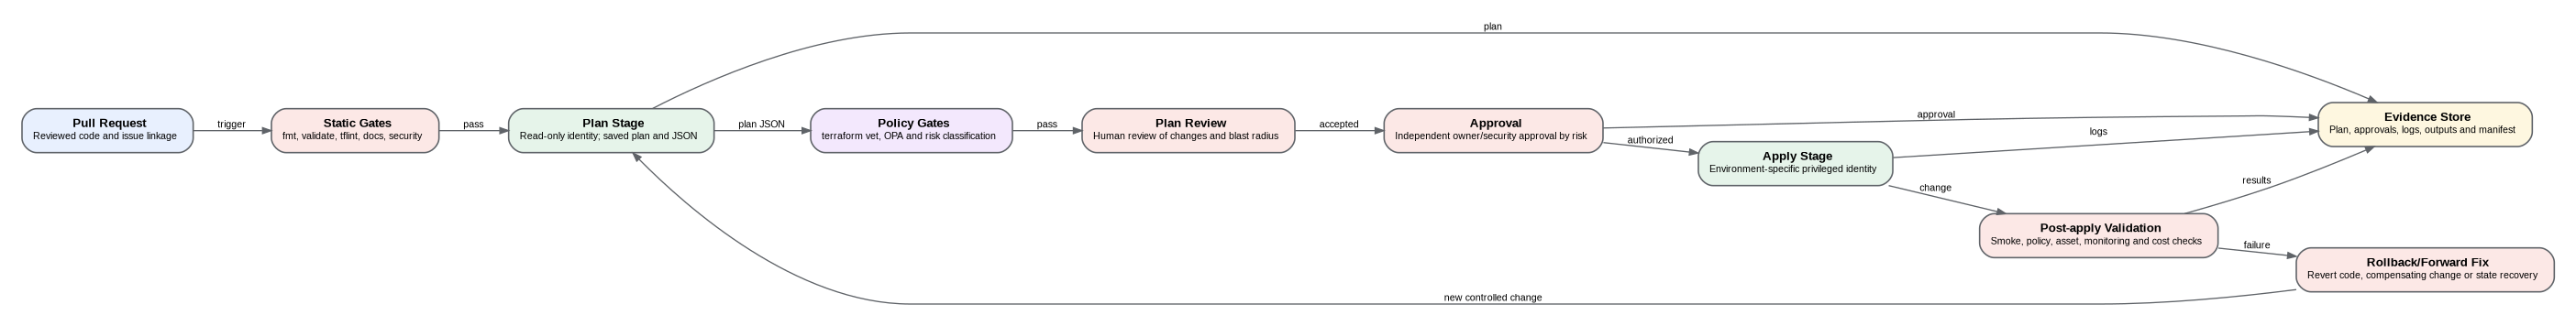 plan
Pull Request
Reviewed code and issue linkage
trigger
Static Gates
fmt, validate, tflint, docs, security
pass
Plan Stage
Read-only identity; saved plan and JSON
plan JSON
Policy Gates
terraform vet, OPA and risk classification
pass
Plan Review
Human review of changes and blast radius
accepted
Approval
Independent owner/security approval by risk
approval
authorized
Evidence Store
Plan, approvals, logs, outputs and manifest
logs
Apply Stage
Environment-specific privileged identity
change
results
Post-apply Validation
Smoke, policy, asset, monitoring and cost checks
failure
Rollback/Forward Fix
Revert code, compensating change or state recovery
new controlled change